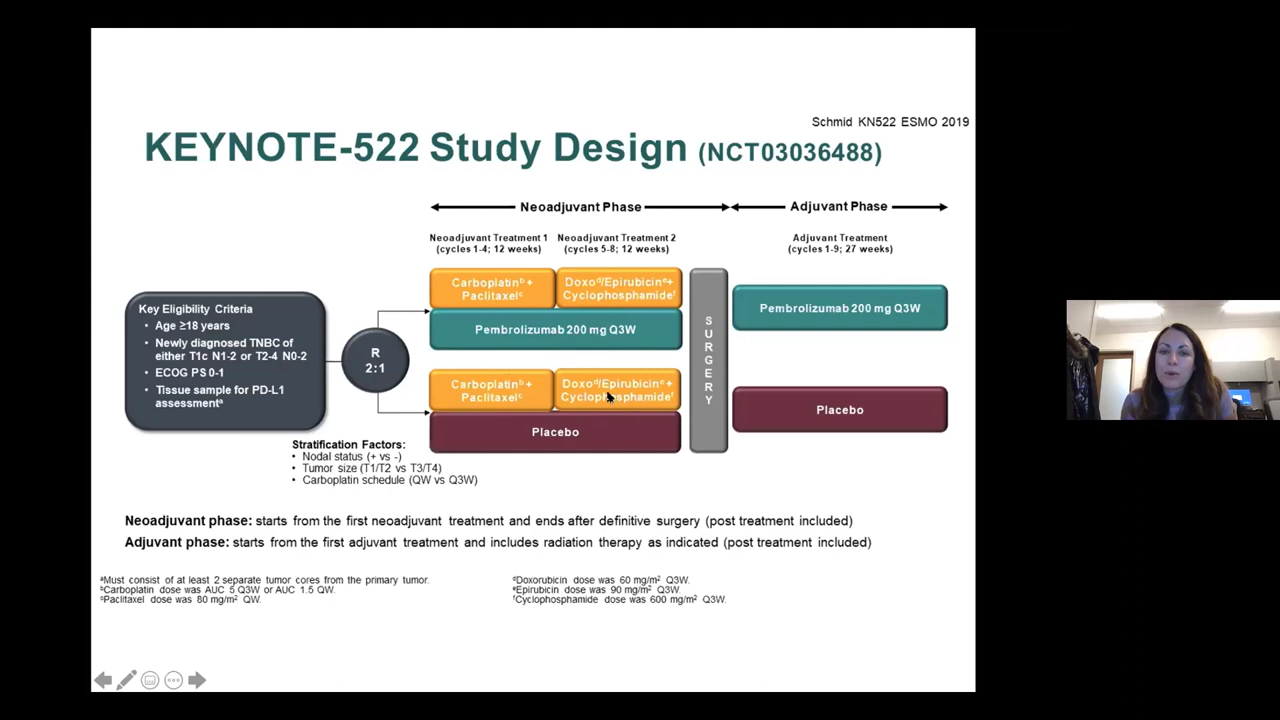 Schmid KN522 ESMO 2019
KEYNOTE-522 Study Design (NCT03036488)
Neoadjuvant Phase
Adjuvant Phase
Neoadjuvant Treatment 1
(cycles 1-4; 12 weeks)
Neoadjuvant Treatment 2
(cycles 5-8; 12 weeks)
Adjuvant Treatment
(cycles 1-9; 27 weeks)
Key Eligibility Criteria
• Age ≥18 years
• Newly diagnosed TNBC of
either T1c N1-2 or T2-4 N0-2
• ECOG PS 0-1
• Tissue sample for PD-L1
assessmentᵃ
R
2:1
Carboplatinᵇ +
Paclitaxelᶜ
Doxoᵈ/Epirubicinᵉ+
Cyclophosphamideᶠ
Pembrolizumab 200 mg Q3W
Carboplatinᵇ +
Paclitaxelᶜ
Doxoᵈ/Epirubicinᵉ +
Cyclophosphamideᶠ
Placebo
SURGERY
Pembrolizumab 200 mg Q3W
Placebo
Stratification Factors:
• Nodal status (+ vs -)
• Tumor size (T1/T2 vs T3/T4)
• Carboplatin schedule (QW vs Q3W)
Neoadjuvant phase: starts from the first neoadjuvant treatment and ends after definitive surgery (post treatment included)
Adjuvant phase: starts from the first adjuvant treatment and includes radiation therapy as indicated (post treatment included)
ᵃMust consist of at least 2 separate tumor cores from the primary tumor.
ᵇCarboplatin dose was AUC 5 Q3W or AUC 1.5 QW.
ᶜPaclitaxel dose was 80 mg/m² QW.
ᵈDoxorubicin dose was 60 mg/m² Q3W.
ᵉEpirubicin dose was 90 mg/m² Q3W.
ᶠCyclophosphamide dose was 600 mg/m² Q3W.